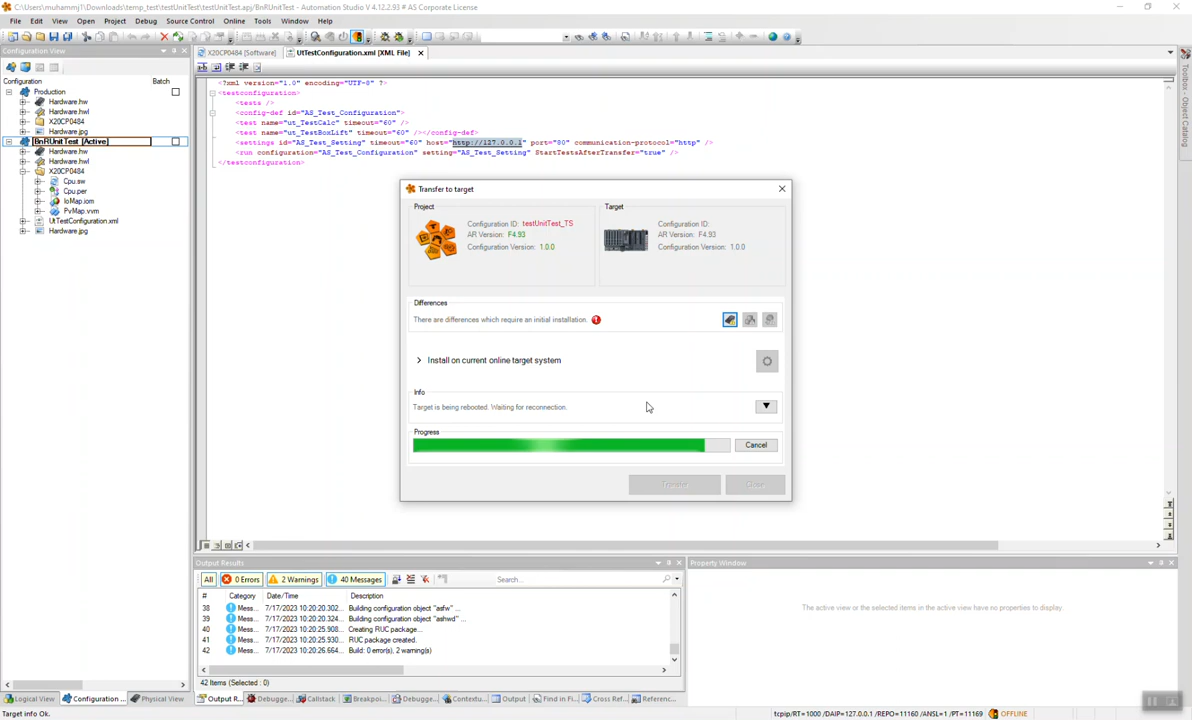 C:\Users\muhammj1\Downloads\temp_test\testUnitTest\testUnitTest.apj/BnRUnitTest - Automation Studio V 4.12.2.93 # AS Corporate License
File Edit View Open Project Debug Source Control Online Tools Window Help
Configuration View
X20CP0484 [Software] UtTestConfiguration.xml [XML File]
Toolbox - Object Catalog
Configuration Batch
Production
Hardware.hw
Hardware.hwl
X20CP0484
Hardware.jpg
BnRUnitTest [Active]
Hardware.hw
Hardware.hwl
X20CP0484
Cpu.sw
Cpu.per
IoMap.iom
PvMap.vvm
UtTestConfiguration.xml
Hardware.jpg
<?xml version="1.0" encoding="UTF-8" ?>
<testconfiguration>
<tests />
<config-def id="AS_Test_Configuration">
<test name="ut_TestCalc" timeout="60" />
<test name="ut_TestBoxLift" timeout="60" /></config-def>
<settings id="AS_Test_Setting" timeout="60" host="http://127.0.0.1" port="80" communication-protocol="http" />
<run configuration="AS_Test_Configuration" setting="AS_Test_Setting" StartTestsAfterTransfer="true" />
</testconfiguration>
Transfer to target
Project
Configuration ID: testUnitTest_TS
AR Version: F4.93
Configuration Version: 1.0.0
Target
Configuration ID:
AR Version: F4.93
Configuration Version: 1.0.0
Differences
There are differences which require an initial installation.
Install on current online target system
Info
Target is being rebooted. Waiting for reconnection.
Progress
Cancel
Transfer Close
Output Results
All 0 Errors 2 Warnings 40 Messages Search...
# Category Date/Time Description
38 Mess... 7/17/2023 10:20:20.302... Building configuration object "asfw" ...
39 Mess... 7/17/2023 10:20:20.324... Building configuration object "ashwd" ...
40 Mess... 7/17/2023 10:20:25.908... Creating RUC package...
41 Mess... 7/17/2023 10:20:25.930... RUC package created.
42 Mess... 7/17/2023 10:20:26.664... Build: 0 error(s), 2 warning(s)
42 Items (Selected : 0)
Property Window
The active view or the selected items in the active view have no properties to display.
Logical View Configuration ... Physical View Output R... Debugge... Callstack Breakpoi... Debugge... Contextu... Output Find in Fi... Cross Ref... Referenc...
Target info Ok. tcpip/RT=1000 /DAIP=127.0.0.1 /REPO=11160 /ANSL=1 /PT=11169 OFFLINE